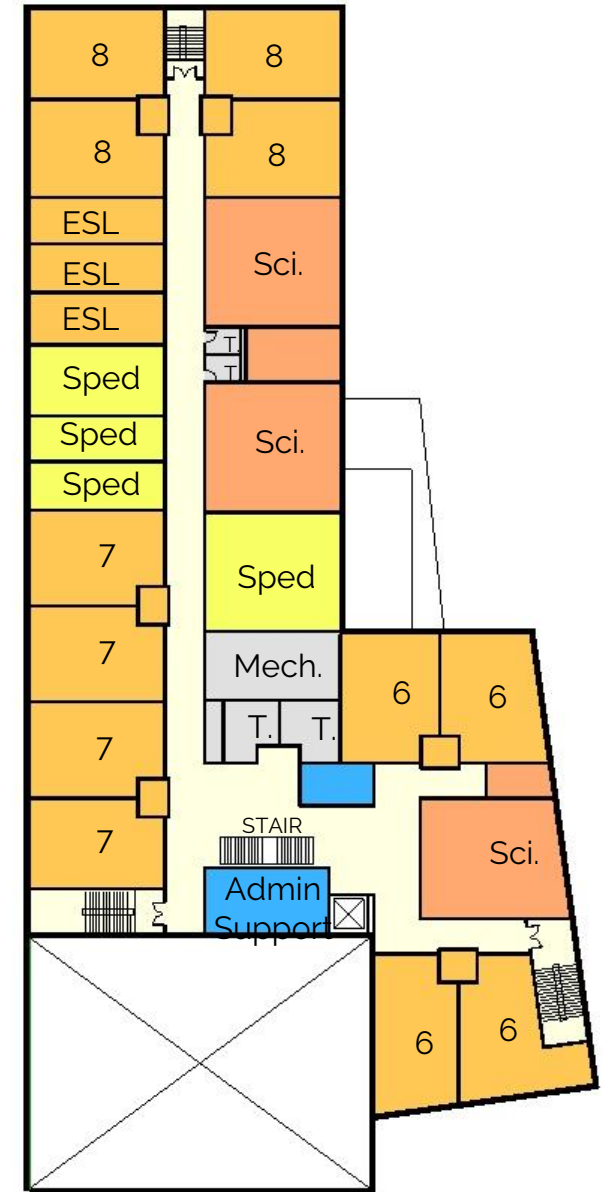 8
8
8
8
ESL
ESL
Sci.
ESL
T.
T.
Sped
Sped
Sci.
Sped
7
Sped
7
Mech.
6
6
T.
T.
7
STAIR
7
Sci.
Admin
Support
6
6